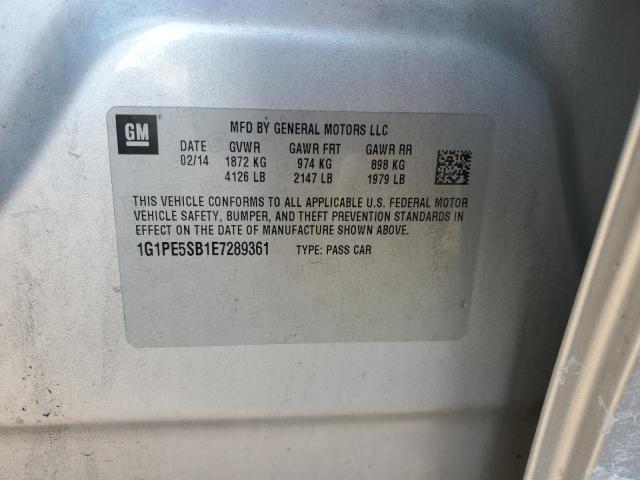 GM
MFD BY GENERAL MOTORS LLC
DATE GVWR GAWR FRT GAWR RR
02/14 1872 KG 974 KG 898 KG
4126 LB 2147 LB 1979 LB
THIS VEHICLE CONFORMS TO ALL APPLICABLE U.S. FEDERAL MOTOR
VEHICLE SAFETY, BUMPER, AND THEFT PREVENTION STANDARDS IN
EFFECT ON THE DATE OF MANUFACTURE SHOWN ABOVE.
1G1PE5SB1E7289361 TYPE: PASS CAR